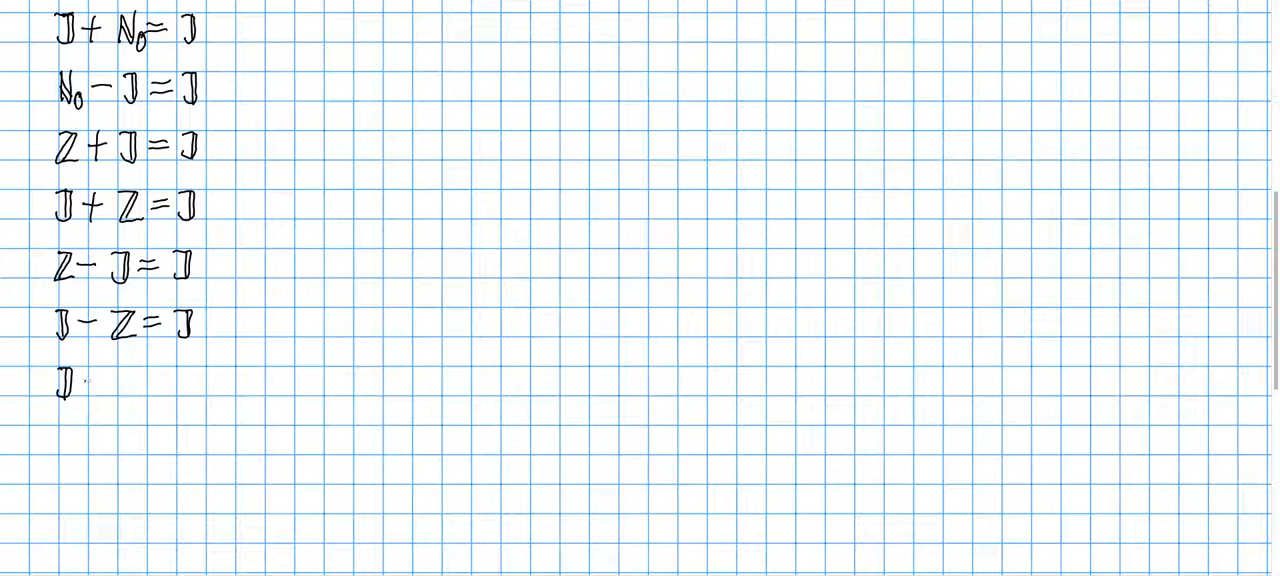 𝕁 + ℕ₀ = 𝕁
ℕ₀ − 𝕁 = 𝕁
ℤ + 𝕁 = 𝕁
𝕁 + ℤ = 𝕁
ℤ − 𝕁 = 𝕁
𝕁 − ℤ = 𝕁
𝕁